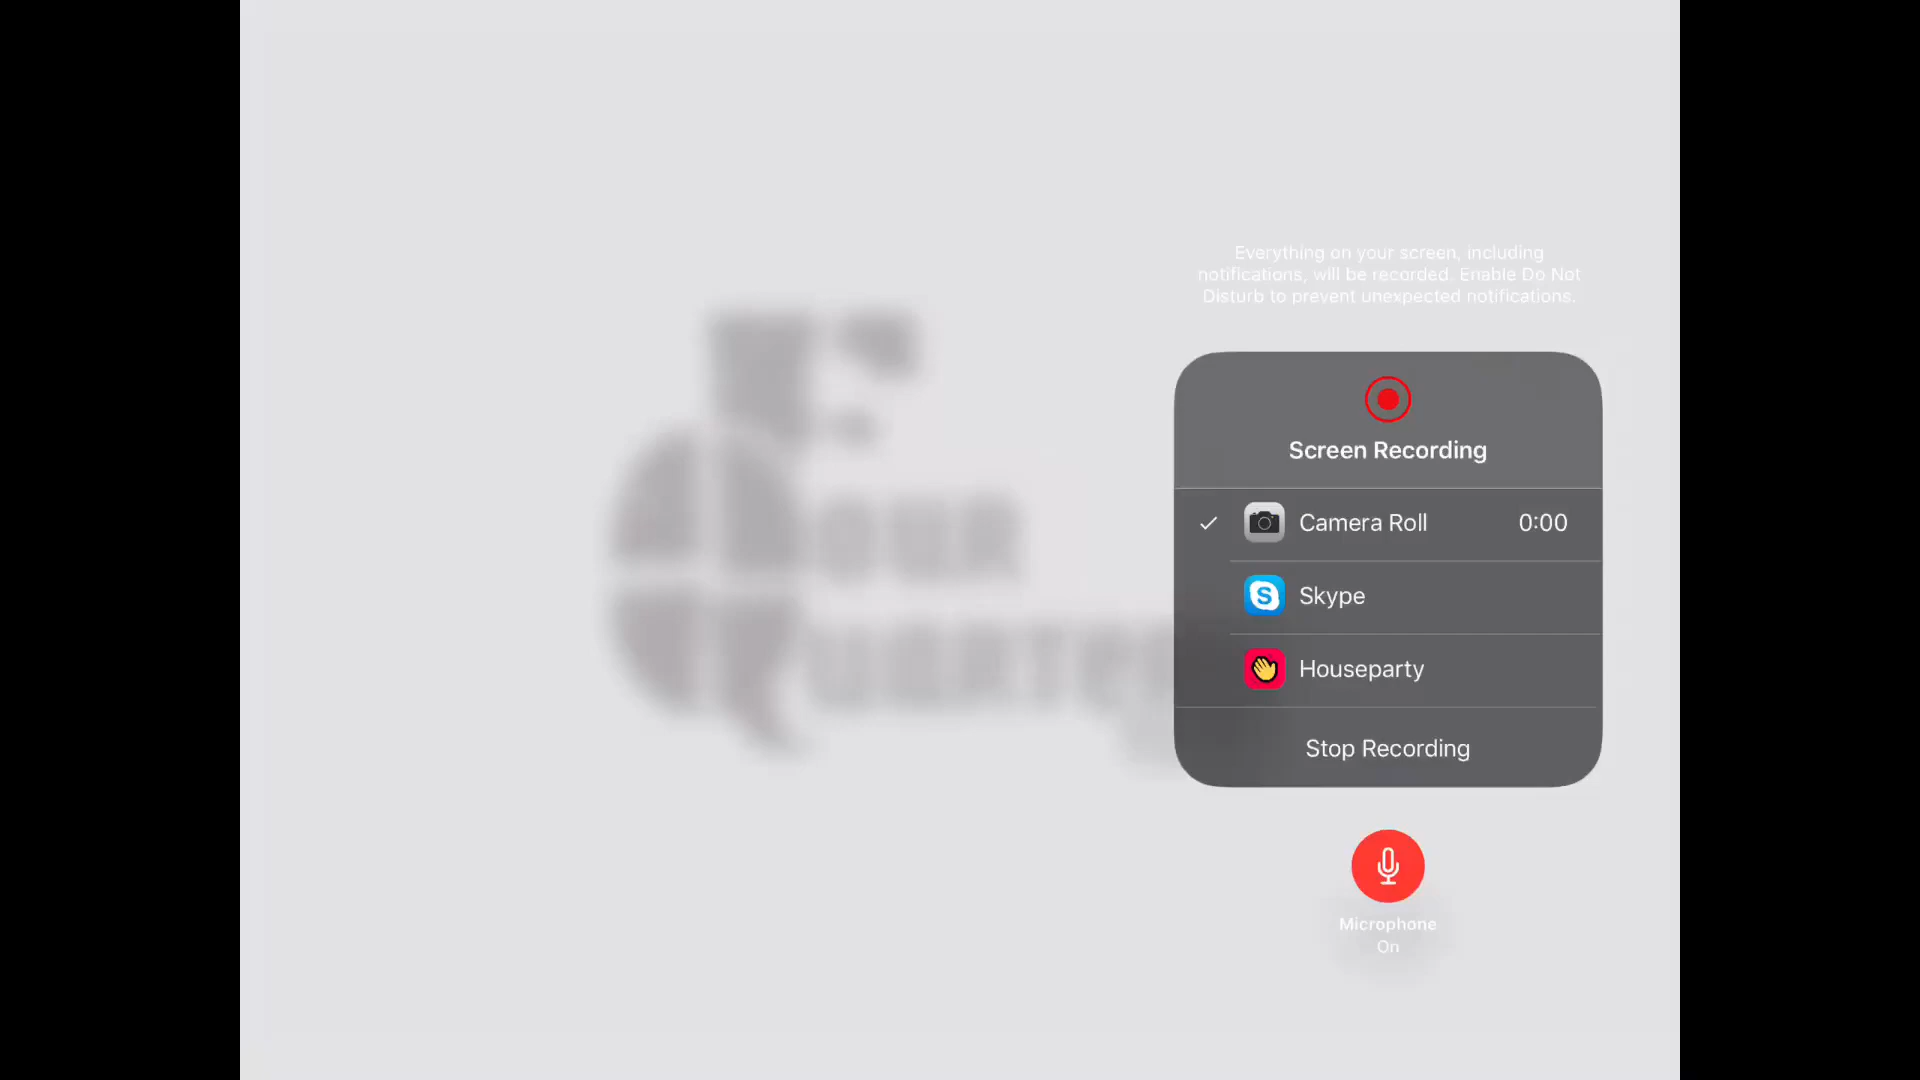 Everything on your screen, including
notifications, will be recorded. Enable Do Not
Disturb to prevent unexpected notifications.
Screen Recording
Camera Roll 0:00
Skype
Houseparty
Stop Recording
Microphone
On